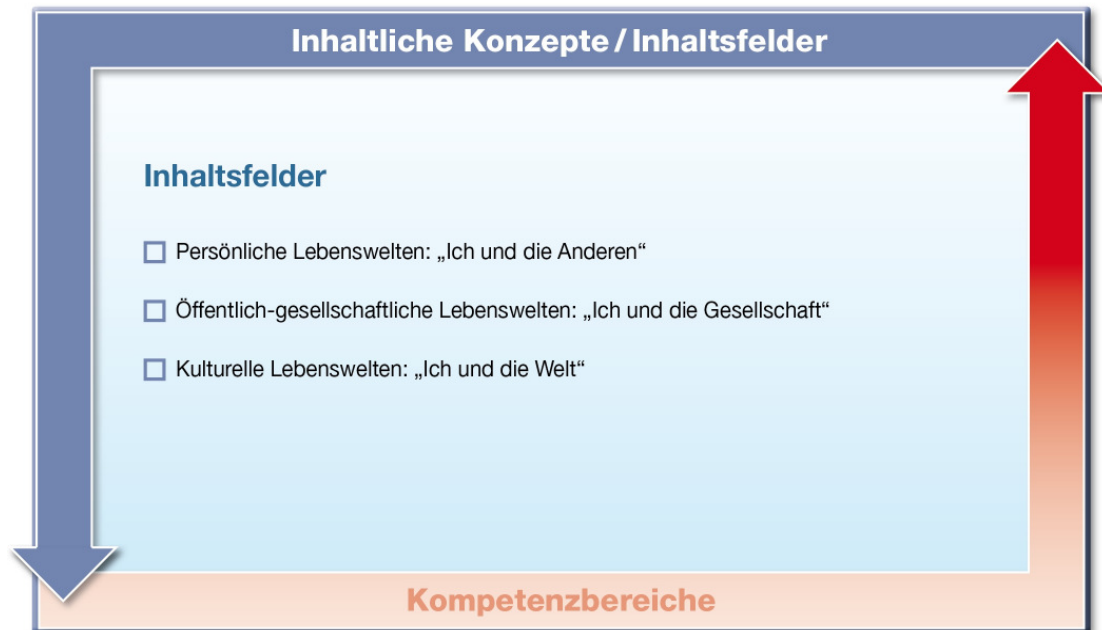 Inhaltliche Konzepte / Inhaltsfelder
Inhaltsfelder
Persönliche Lebenswelten: „Ich und die Anderen“
Öffentlich-gesellschaftliche Lebenswelten: „Ich und die Gesellschaft“
Kulturelle Lebenswelten: „Ich und die Welt“
Kompetenzbereiche